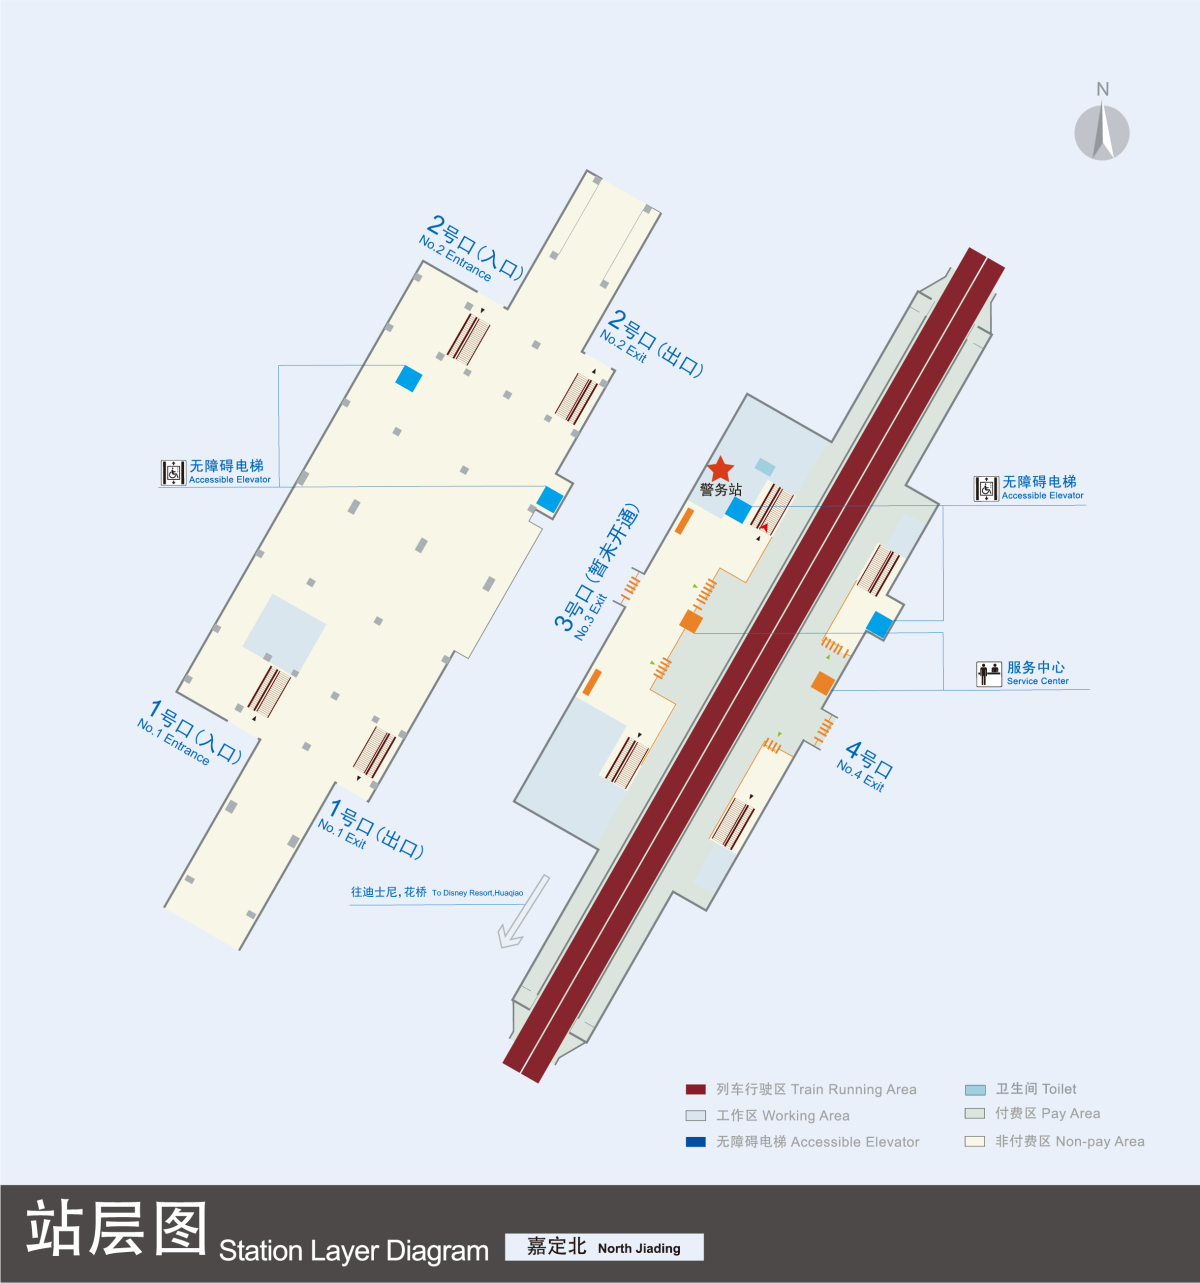 N
2号口(入口)
No.2 Entrance
2号口(出口)
No.2 Exit
无障碍电梯
Accessible Elevator
警务站
无障碍电梯
Accessible Elevator
3号口(暂未开通)
No.3 Exit
服务中心
Service Center
1号口(入口)
No.1 Entrance
4号口
No.4 Exit
1号口(出口)
No.1 Exit
往迪士尼,花桥 To Disney Resort,Huaqiao
列车行驶区 Train Running Area
卫生间 Toilet
工作区 Working Area
付费区 Pay Area
无障碍电梯 Accessible Elevator
非付费区 Non-pay Area
站层图 Station Layer Diagram
嘉定北 North Jiading